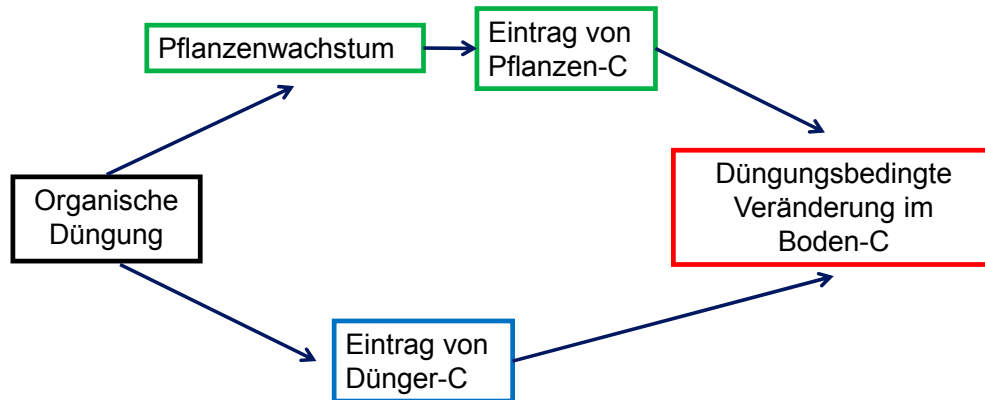 Pflanzenwachstum
Eintrag von
Pflanzen-C
Organische
Düngung
Düngungsbedingte
Veränderung im
Boden-C
Eintrag von
Dünger-C